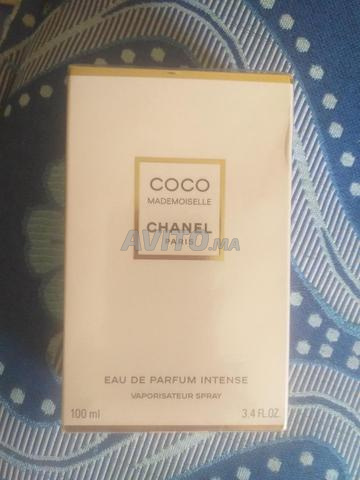 COCO
MADEMOISELLE
CHANEL
PARIS
AVITO.ma
EAU DE PARFUM INTENSE
VAPORISATEUR SPRAY
100 ml 3.4 FL.OZ.